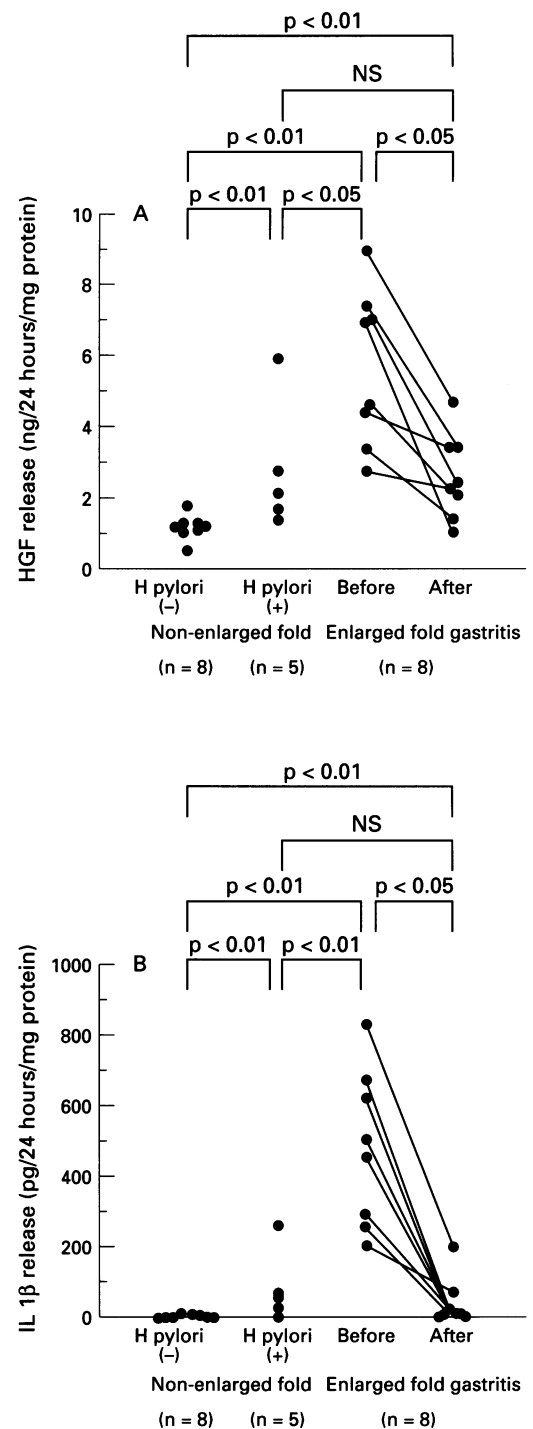 p < 0.01
NS
p < 0.01 p < 0.05
p < 0.01 p < 0.05
A
HGF release (ng/24 hours/mg protein)
10
8
6
4
2
0
H pylori H pylori Before After
(–) (+)
Non-enlarged fold Enlarged fold gastritis
(n = 8) (n = 5) (n = 8)
p < 0.01
NS
p < 0.01 p < 0.05
p < 0.01 p < 0.01
B
IL 1β release (pg/24 hours/mg protein)
1000
800
600
400
200
0
H pylori H pylori Before After
(–) (+)
Non-enlarged fold Enlarged fold gastritis
(n = 8) (n = 5) (n = 8)